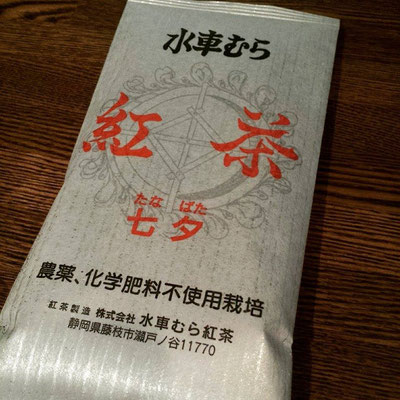 水車むら
紅茶
たな ばた
七夕
農薬、化学肥料不使用栽培
紅茶製造 株式会社 水車むら紅茶
静岡県藤枝市瀬戸ノ谷11770